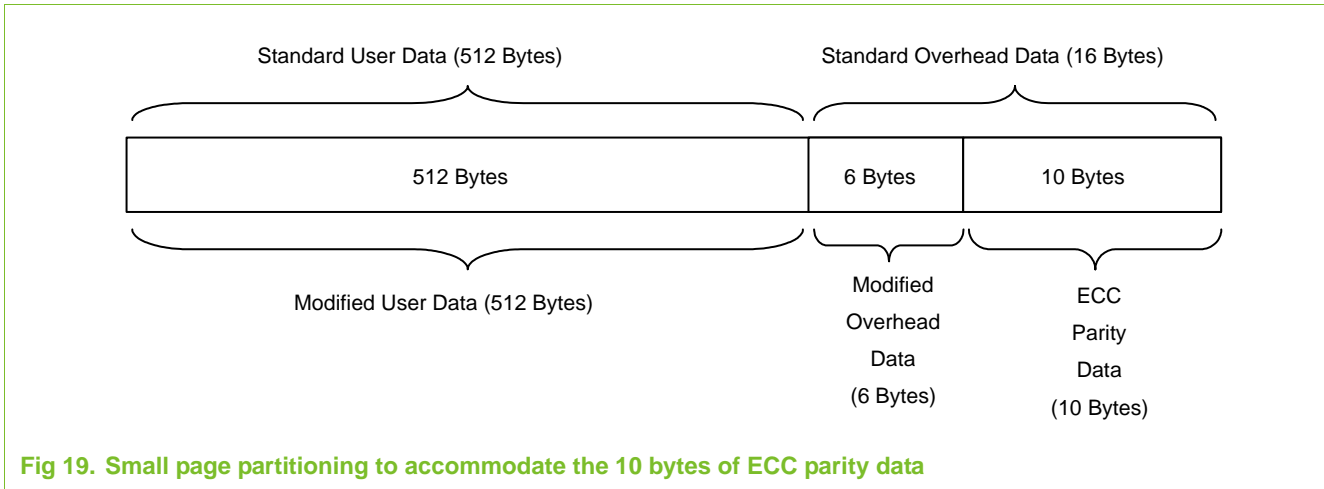 Standard User Data (512 Bytes)
Standard Overhead Data (16 Bytes)
512 Bytes
6 Bytes
10 Bytes
Modified User Data (512 Bytes)
Modified
Overhead
Data
(6 Bytes)
ECC
Parity
Data
(10 Bytes)
Fig 19. Small page partitioning to accommodate the 10 bytes of ECC parity data